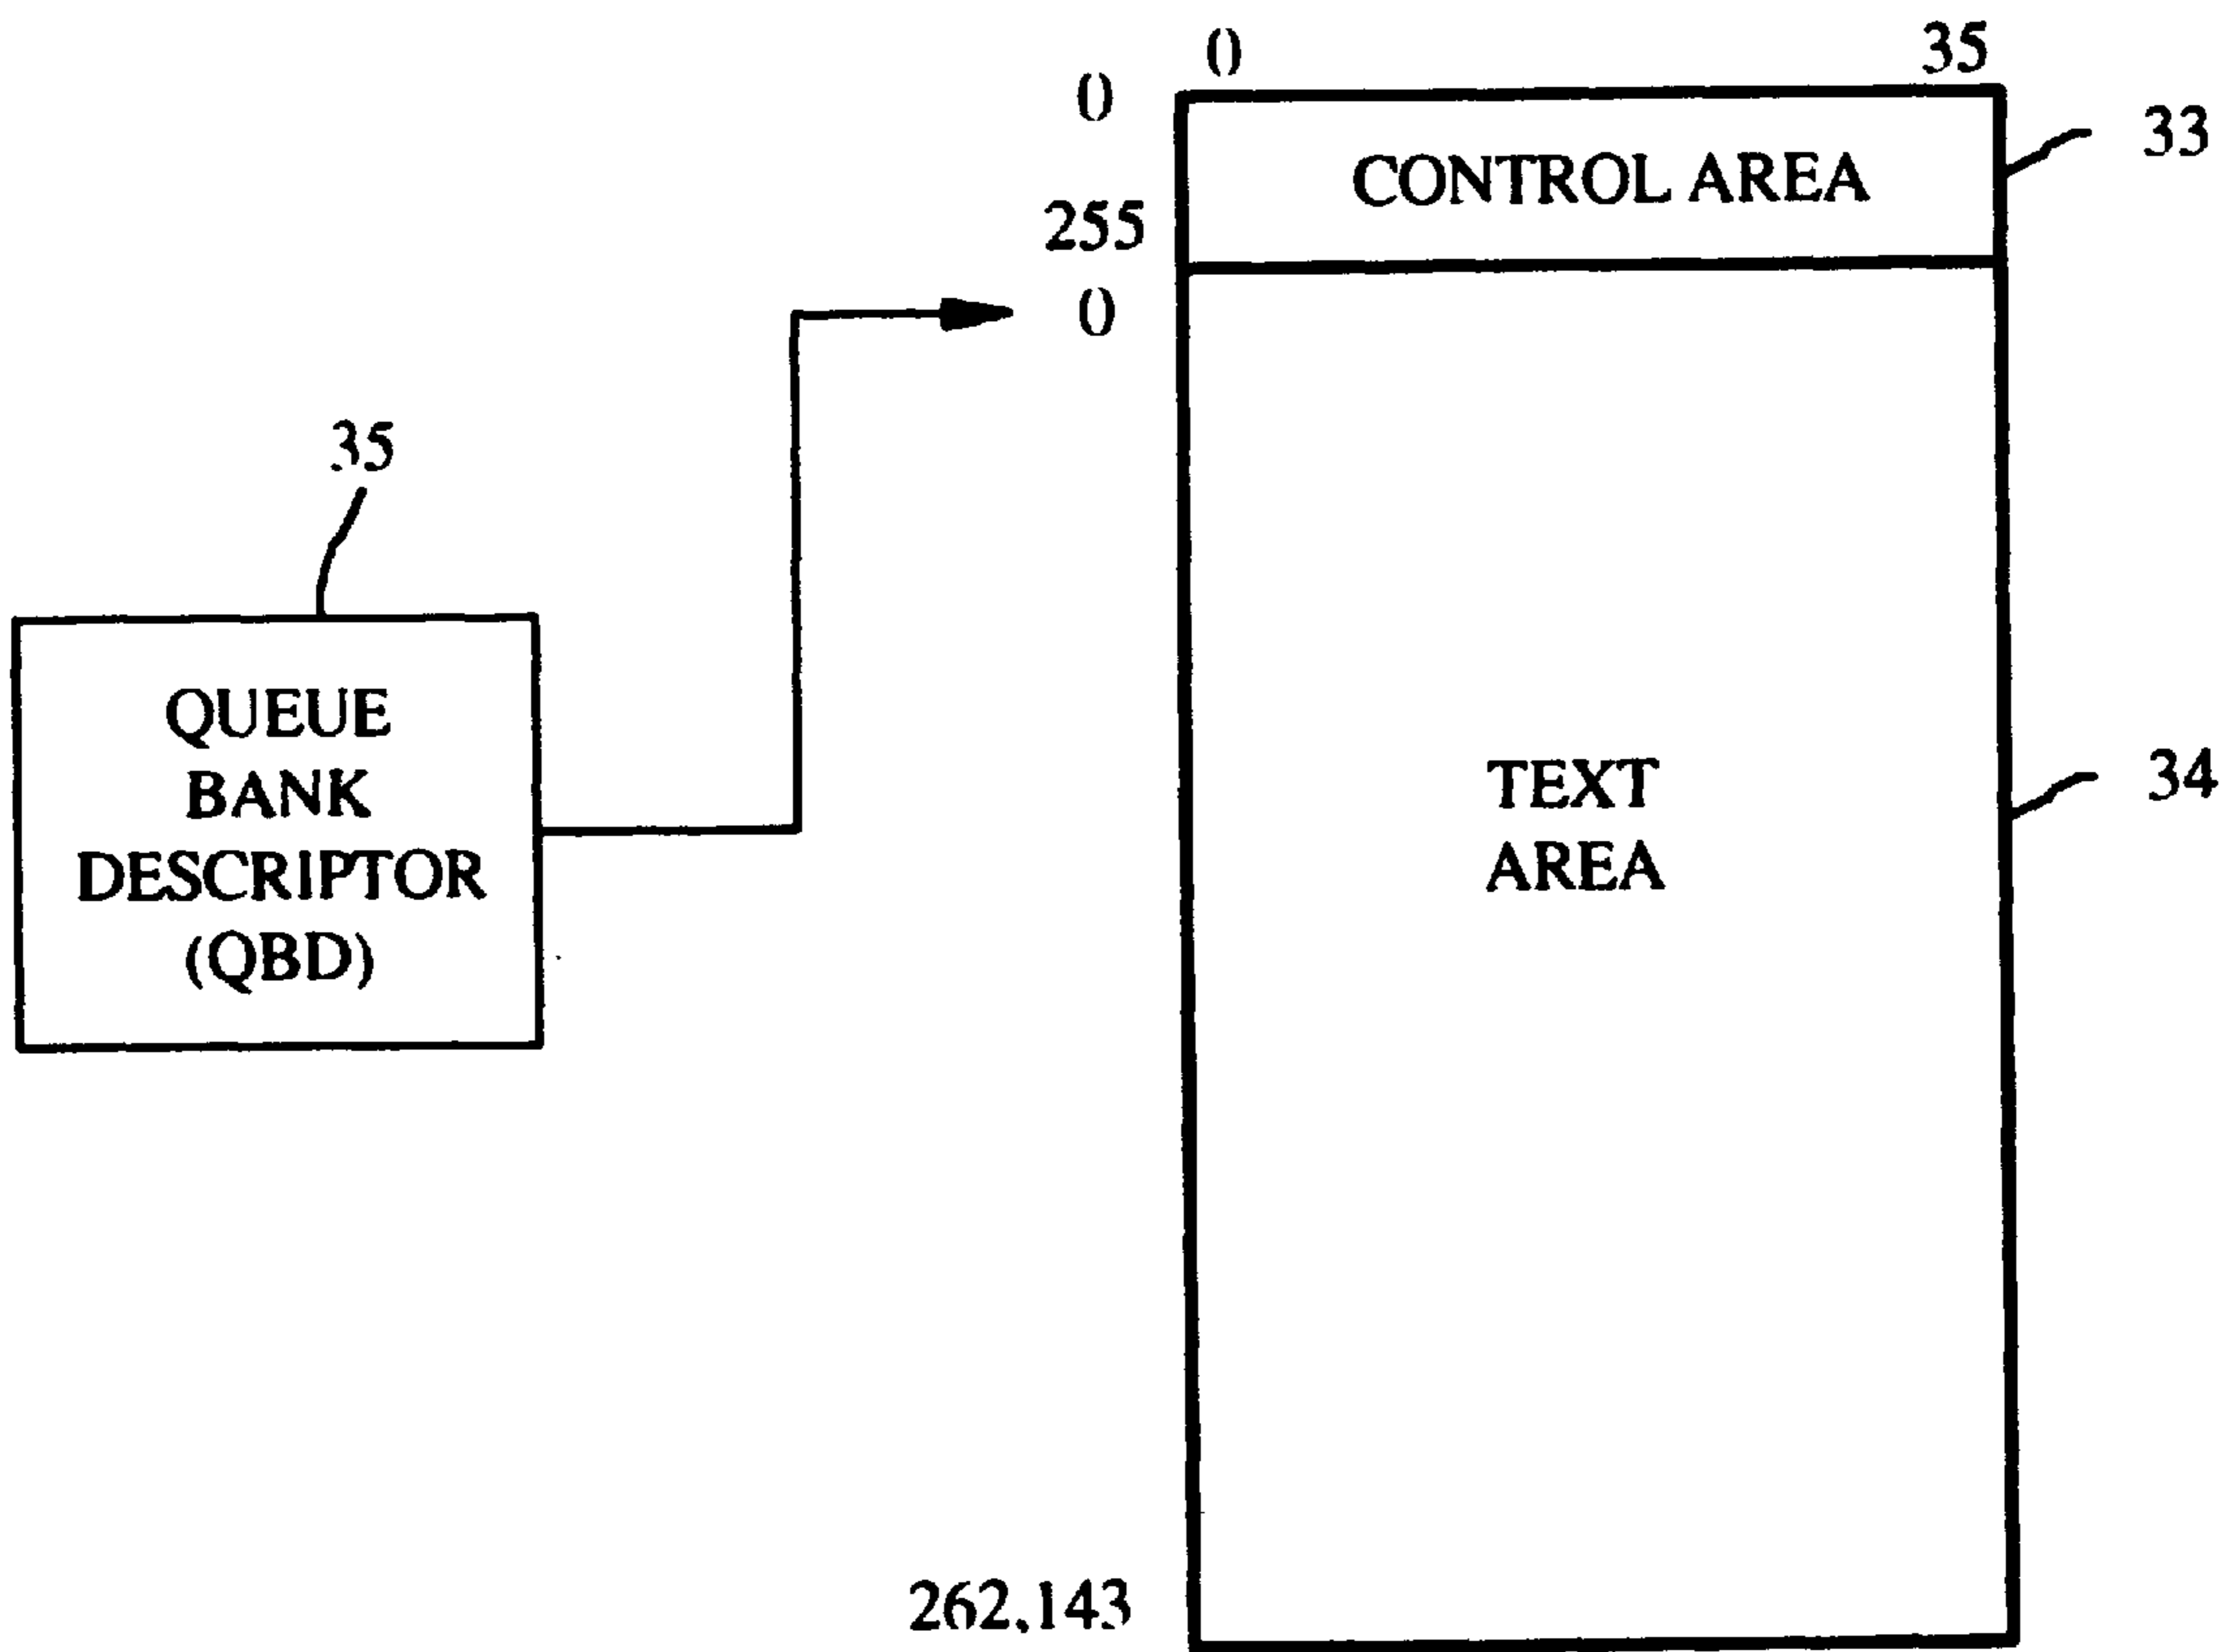 0
35
0
CONTROL AREA
33
255
0
35
QUEUE
BANK
DESCRIPTOR
(QBD)
TEXT
AREA
34
262,143